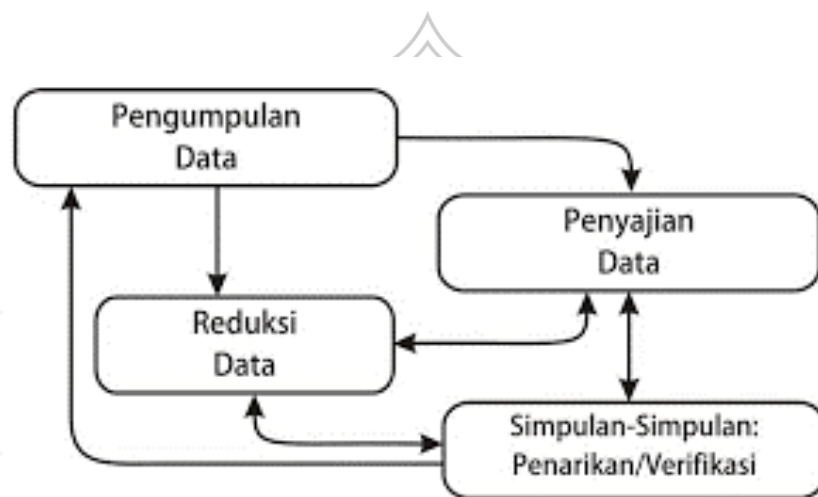 Pengumpulan
Data
Penyajian
Data
Reduksi
Data
Simpulan-Simpulan:
Penarikan/Verifikasi